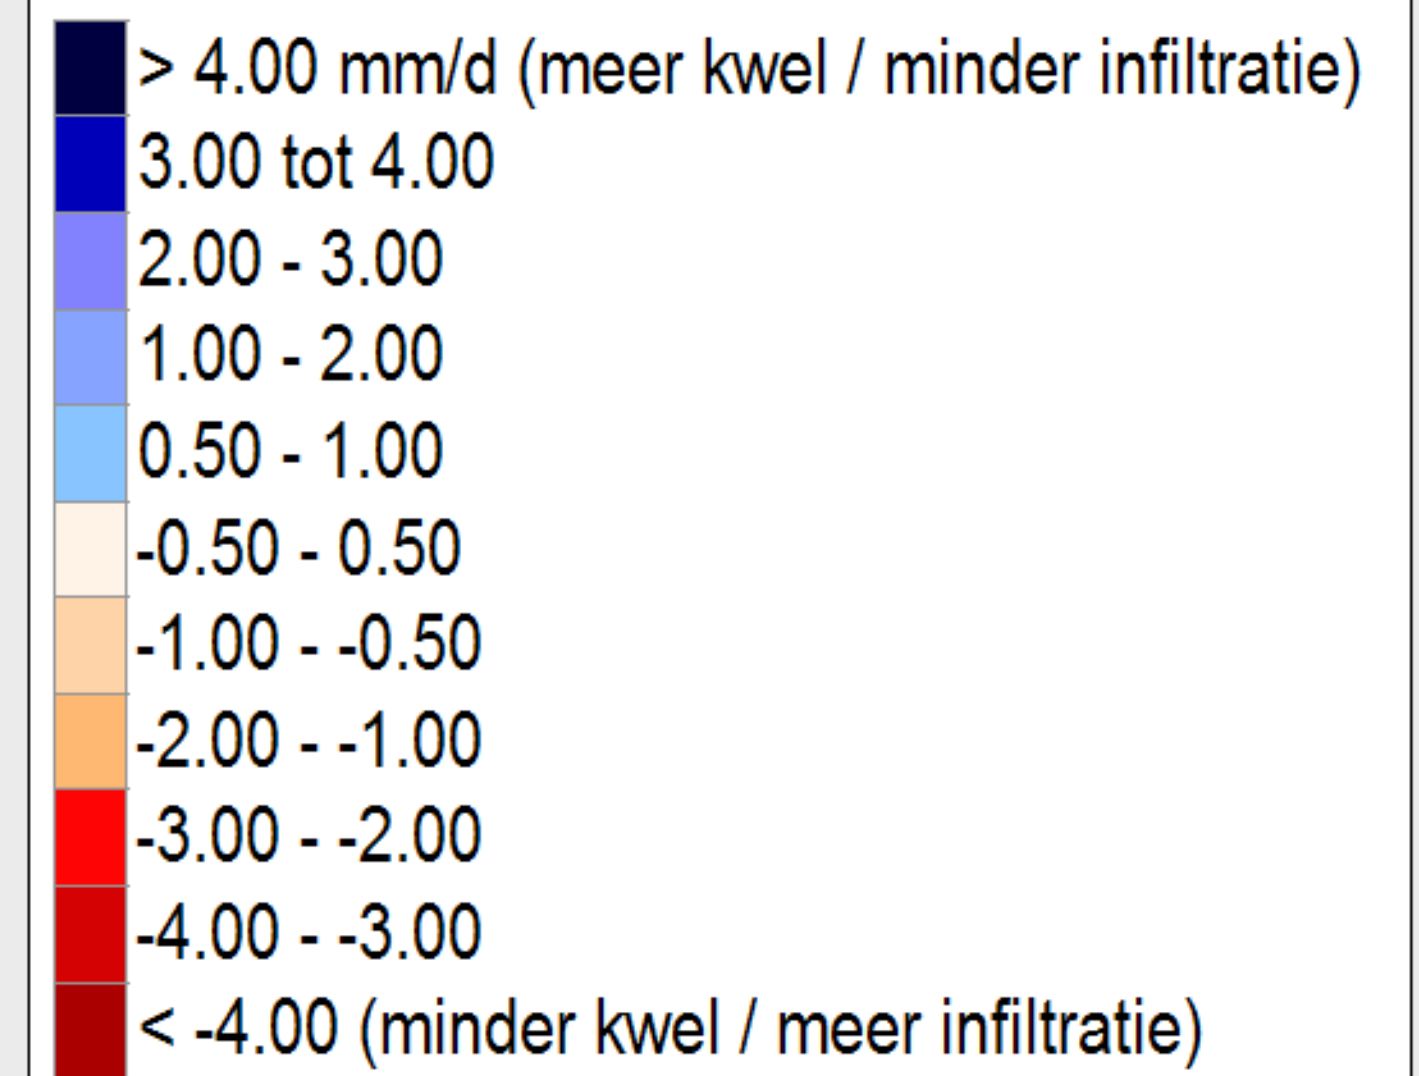 > 4.00 mm/d (meer kwel / minder infiltratie)
3.00 tot 4.00
2.00 - 3.00
1.00 - 2.00
0.50 - 1.00
-0.50 - 0.50
-1.00 - -0.50
-2.00 - -1.00
-3.00 - -2.00
-4.00 - -3.00
< -4.00 (minder kwel / meer infiltratie)